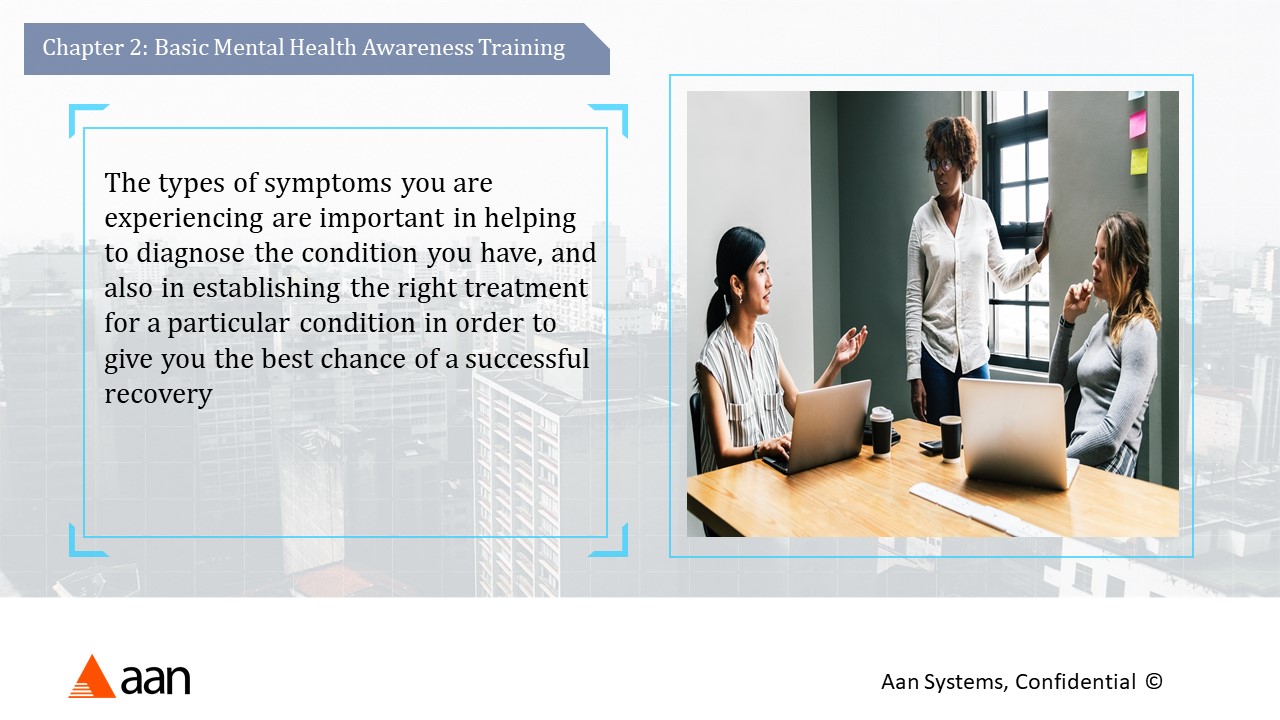 Chapter 2: Basic Mental Health Awareness Training
The types of symptoms you are
experiencing are important in helping
to diagnose the condition you have, and
also in establishing the right treatment
for a particular condition in order to
give you the best chance of a successful
recovery
aan
Aan Systems, Confidential ©